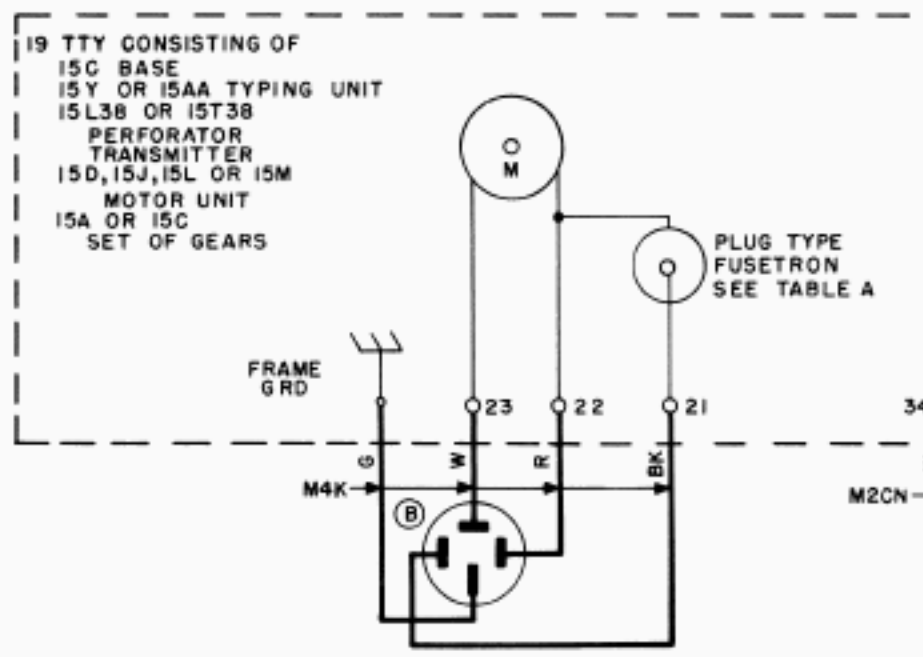 19 TTY CONSISTING OF
15C BASE
15Y OR 15AA TYPING UNIT
15L38 OR 15T38
PERFORATOR
TRANSMITTER
15D, 15J, 15L OR 15M
MOTOR UNIT
15A OR 15C
SET OF GEARS
M
PLUG TYPE
FUSETRON
SEE TABLE A
FRAME
GRD
23
22
21
34
G
W
R
BK
M4K
M2CN
B